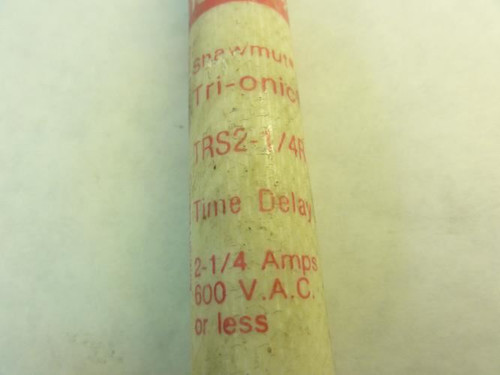 shawmut
Tri-onic
TRS2-1/4R
Time Delay
2-1/4 Amps
600 V.A.C.
or less